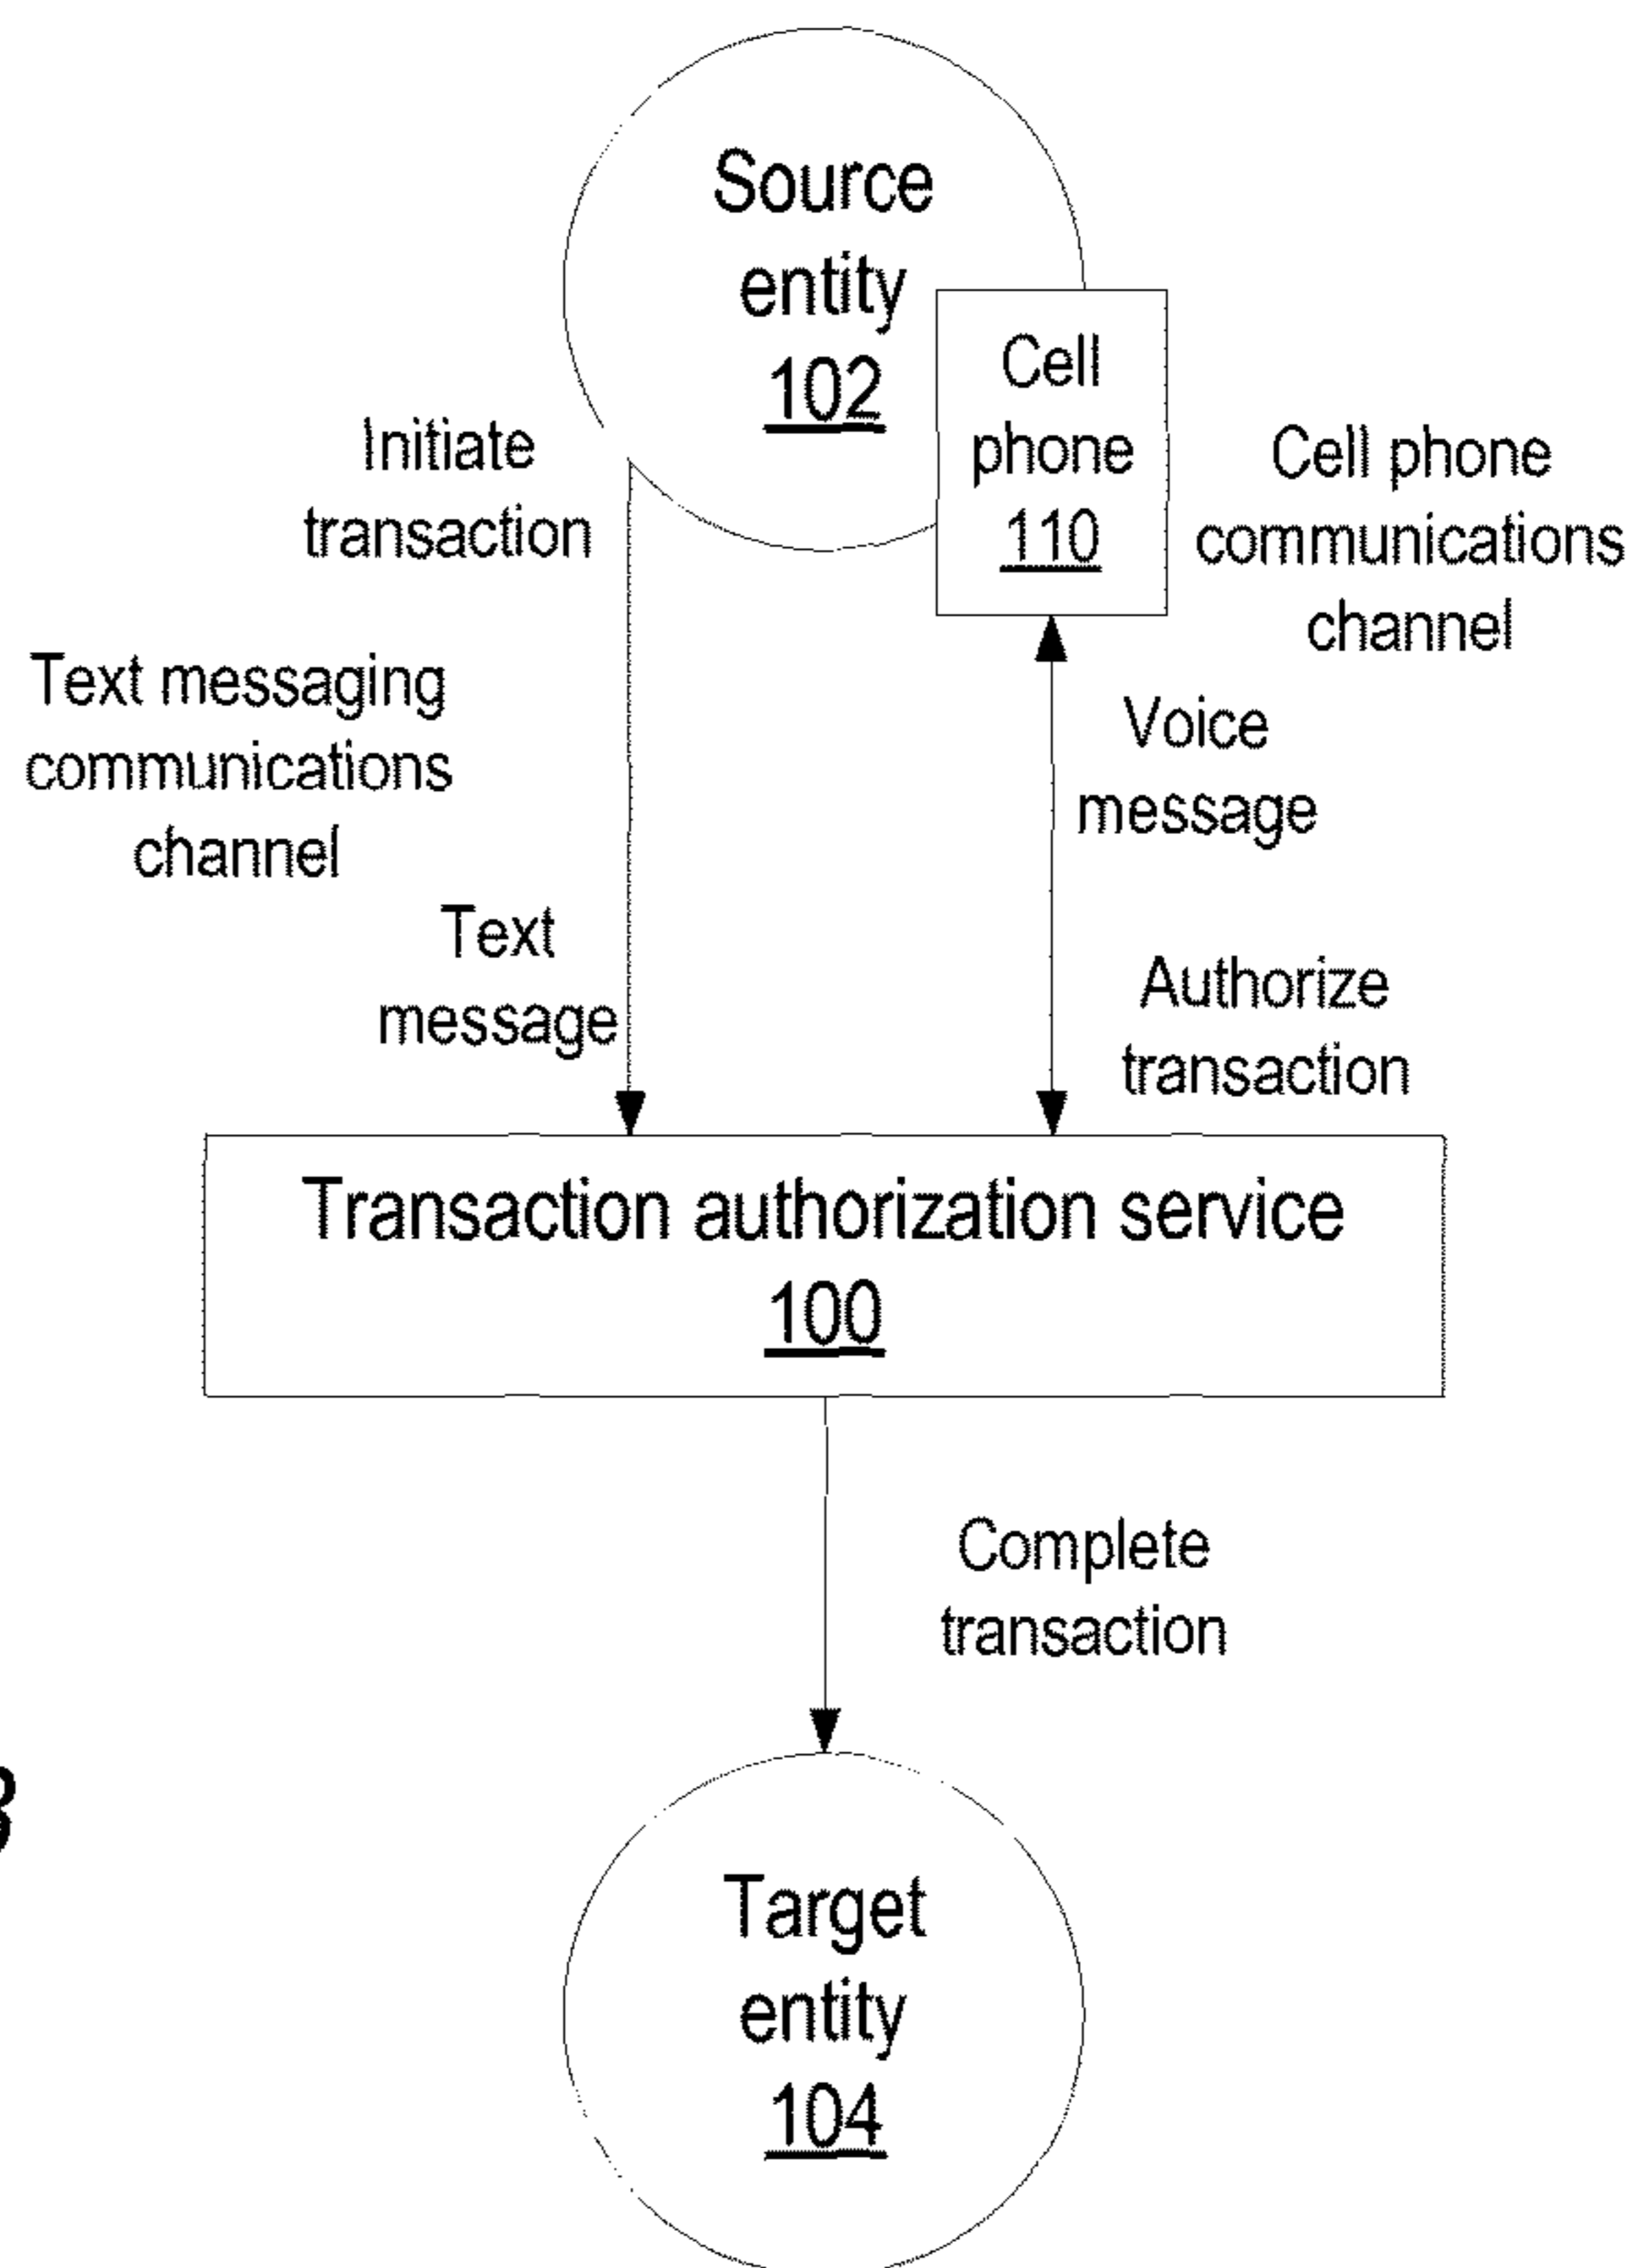 Source
entity
102
Cell
phone
110
Initiate
transaction
Cell phone
communications
channel
Text messaging
communications
channel
Voice
message
Text
message
Authorize
transaction
Transaction authorization service
100
Complete
transaction
Target
entity
104